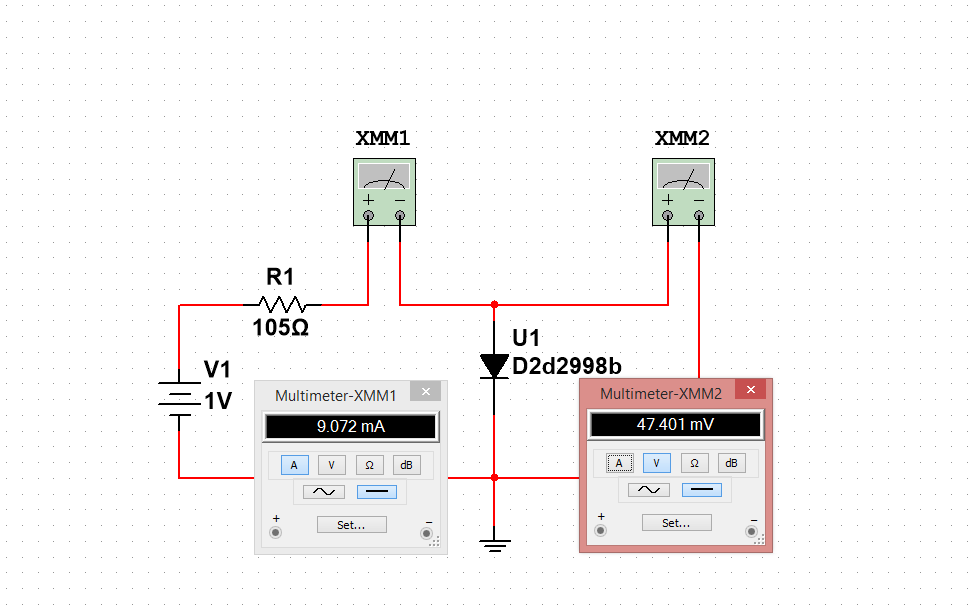 XMM1
XMM2
+ −
+ −
R1
105Ω
U1
D2d2998b
V1
1V
Multimeter-XMM1 ×
9.072 mA
A V Ω dB
+ −
Set...
Multimeter-XMM2 ×
47.401 mV
A V Ω dB
+ −
Set...